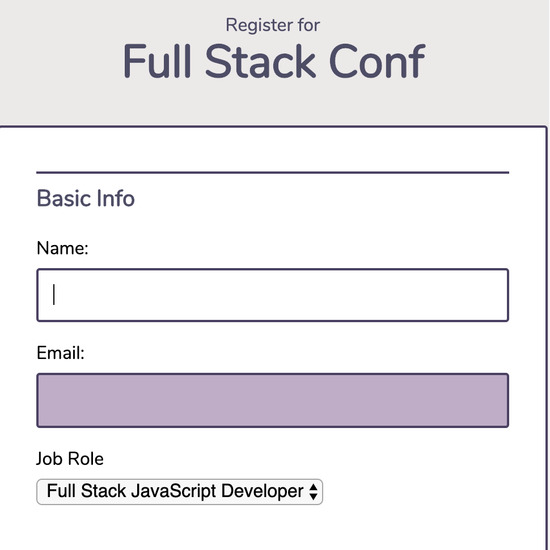 Register for
Full Stack Conf
Basic Info
Name:
Email:
Job Role
Full Stack JavaScript Developer